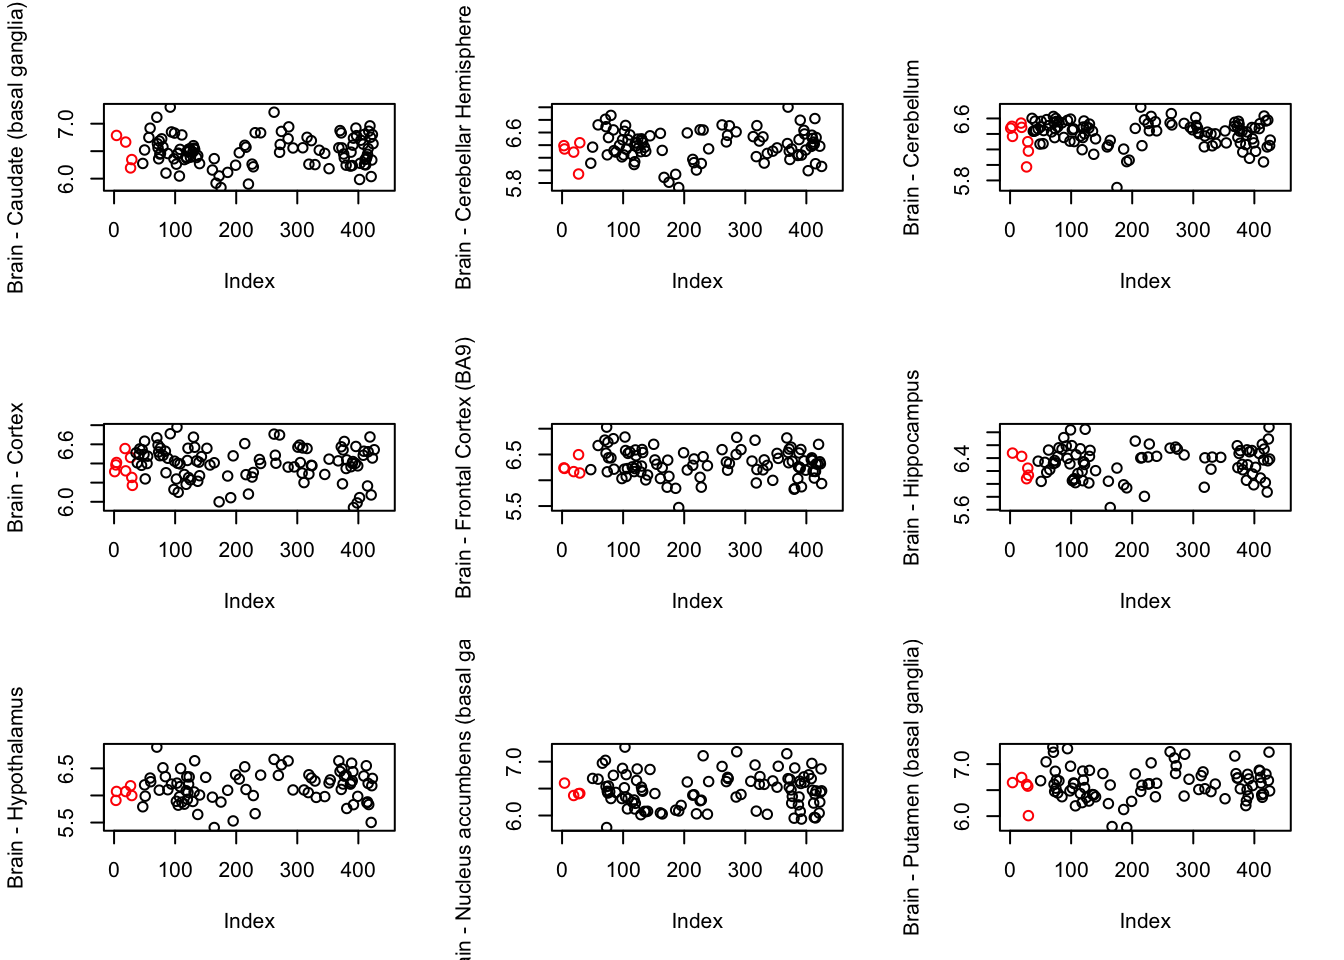 Brain - Caudate (basal ganglia)
6.0 7.0
0 100 200 300 400
Index
Brain - Cerebellar Hemisphere
5.8 6.6
0 100 200 300 400
Index
Brain - Cerebellum
5.8 6.6
0 100 200 300 400
Index
Brain - Cortex
6.0 6.6
0 100 200 300 400
Index
Brain - Frontal Cortex (BA9)
5.5 6.5
0 100 200 300 400
Index
Brain - Hippocampus
5.6 6.4
0 100 200 300 400
Index
Brain - Hypothalamus
5.5 6.5
0 100 200 300 400
Index
ain - Nucleus accumbens (basal ga
6.0 7.0
0 100 200 300 400
Index
Brain - Putamen (basal ganglia)
6.0 7.0
0 100 200 300 400
Index